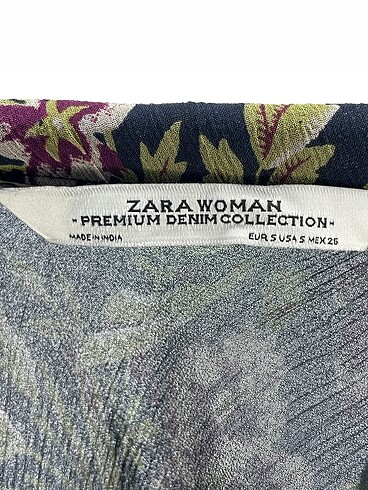 ZARA WOMAN
- PREMIUM DENIM COLLECTION -
MADE IN INDIA
EUR S USA S MEX 26